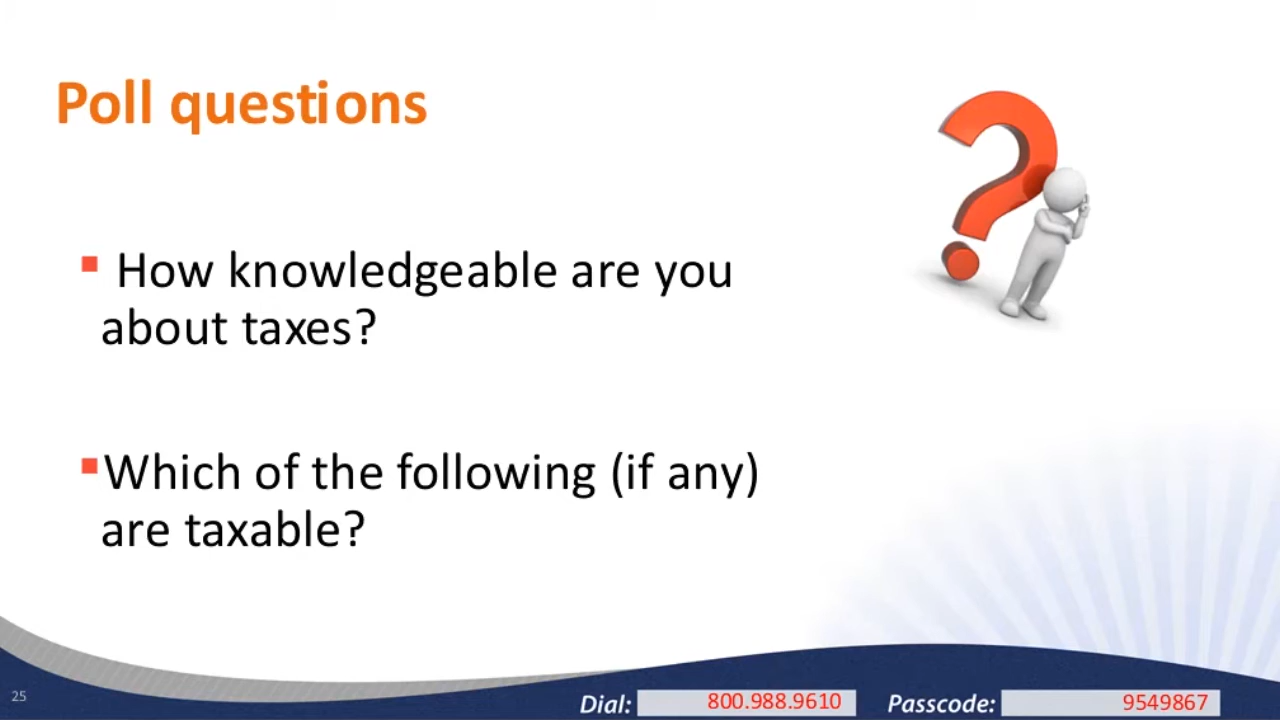 Poll questions
▪ How knowledgeable are you
about taxes?
▪Which of the following (if any)
are taxable?
25
Dial: 800.988.9610 Passcode: 9549867